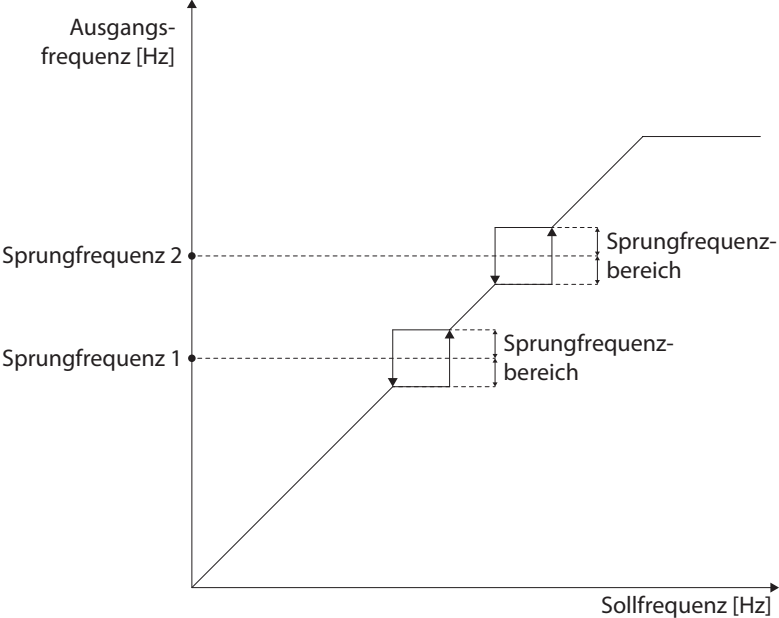 Ausgangs-
frequenz [Hz]
Sprungfrequenz 2
Sprungfrequenz-
bereich
Sprungfrequenz 1
Sprungfrequenz-
bereich
Sollfrequenz [Hz]